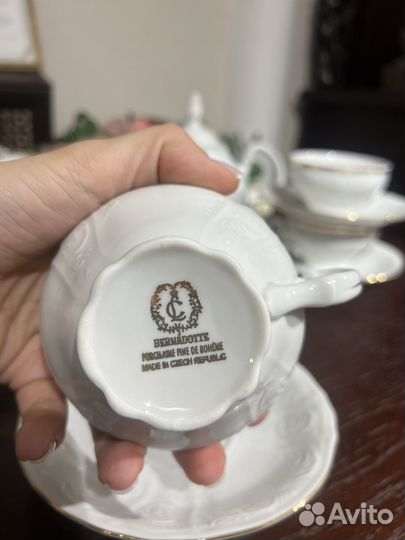 BERNADOTTE
PORCELAINE FINE DE BOHÊME
MADE IN CZECH REPUBLIC
Avito